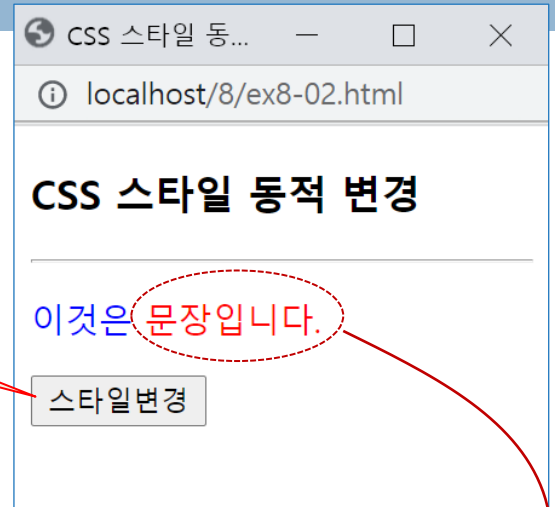 CSS 스타일 동...
localhost/8/ex8-02.html
CSS 스타일 동적 변경
이것은 문장입니다.
스타일변경